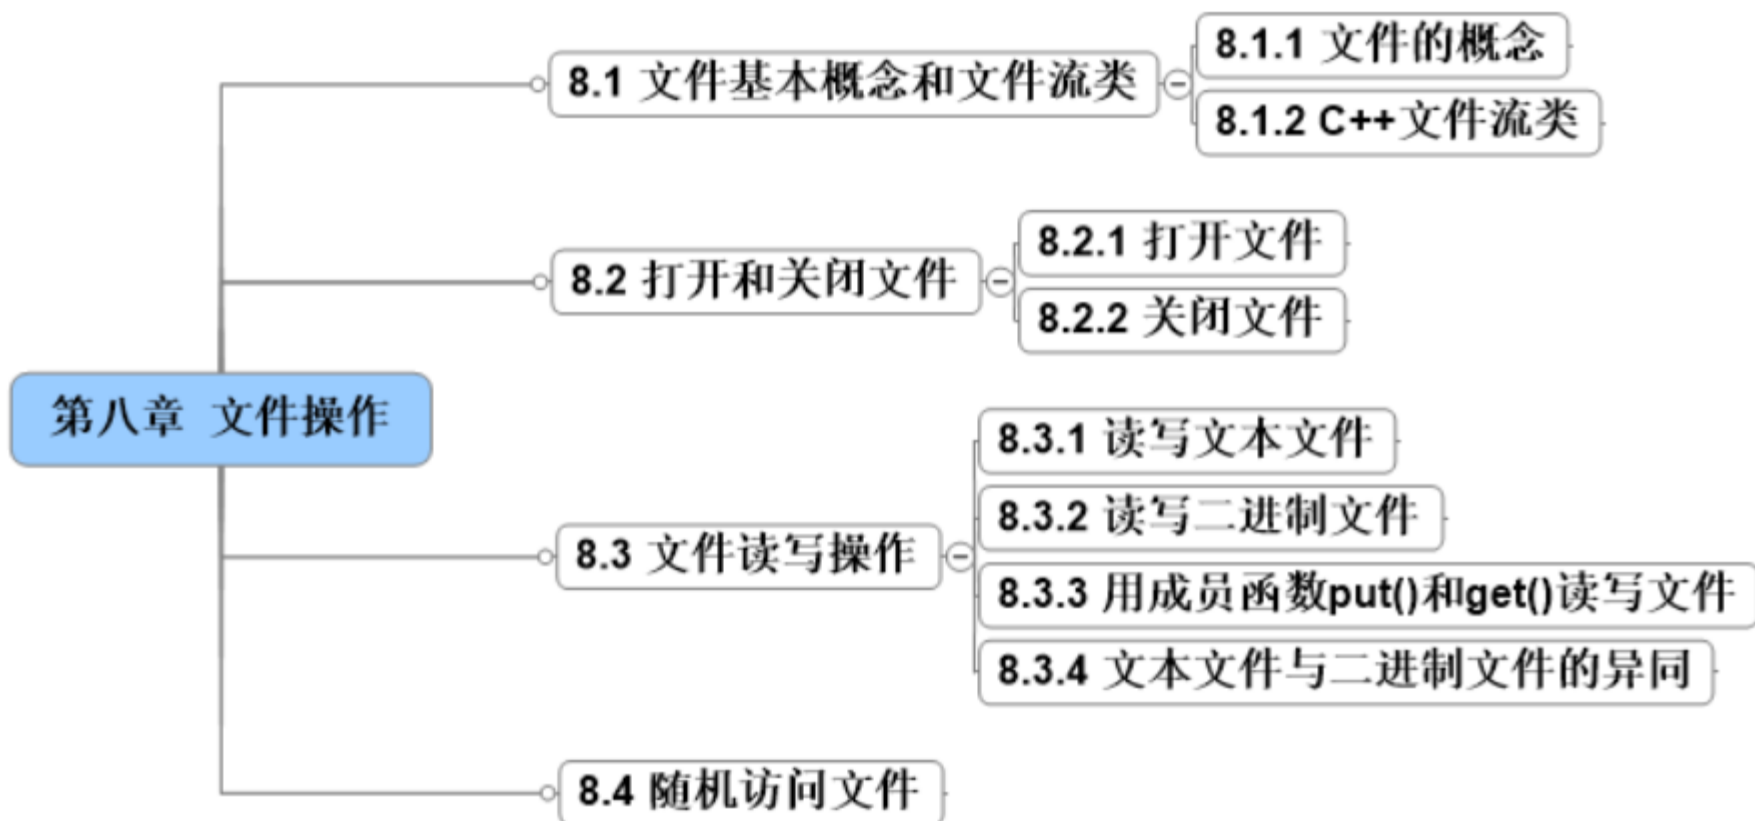 第八章 文件操作
8.1 文件基本概念和文件流类
8.1.1 文件的概念
8.1.2 C++文件流类
8.2 打开和关闭文件
8.2.1 打开文件
8.2.2 关闭文件
8.3 文件读写操作
8.3.1 读写文本文件
8.3.2 读写二进制文件
8.3.3 用成员函数put()和get()读写文件
8.3.4 文本文件与二进制文件的异同
8.4 随机访问文件